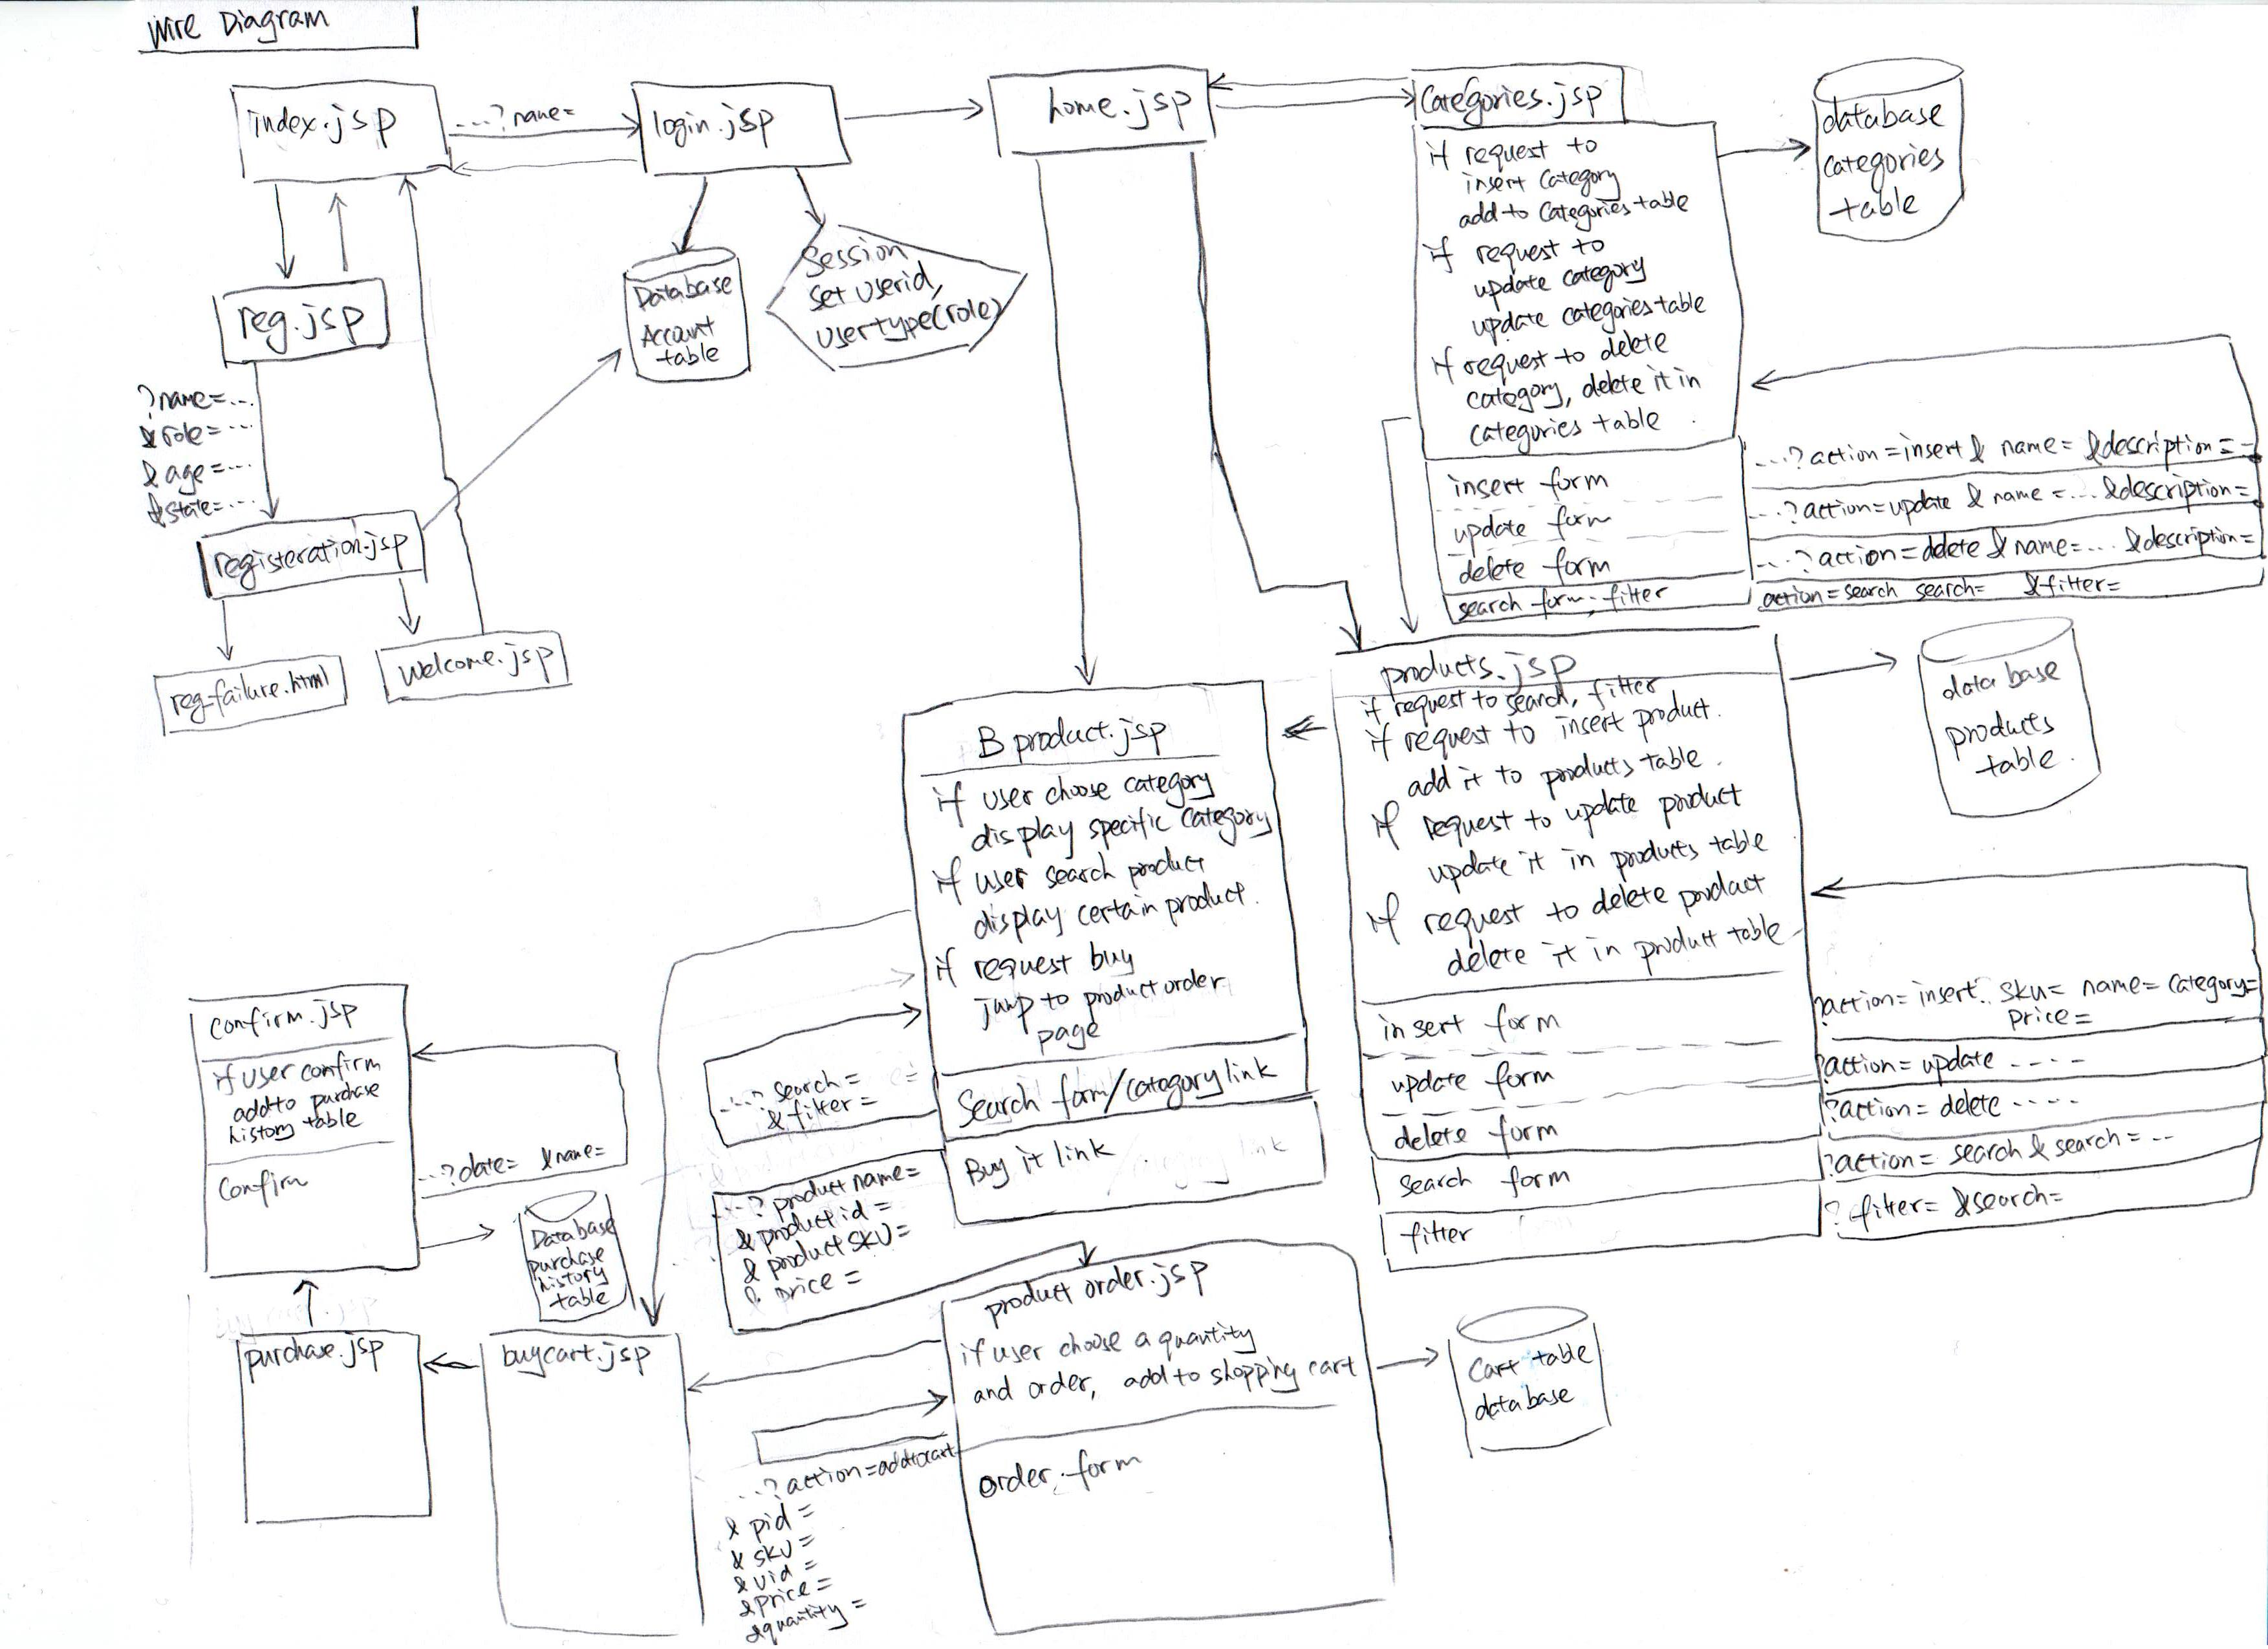 Wire Diagram
index.jsp
...?name=
login.jsp
home.jsp
Categories.jsp
if request to
insert Category
add to Categories table
if request to
update category
update categories table
if request to delete
category, delete it in
categories table.
insert form
update form
delete form
search form; filter
database
categories
table
...?action=insert & name= &description=...
...?action=update & name=... &description=
...?action=delete & name=... &description=
action=search search= &filter=
Database
Account
table
Session
set userid,
usertype(role)
reg.jsp
?name=...
&role=...
&age=...
&state=...
registeration.jsp
reg-failure.html
welcome.jsp
B product.jsp
if user choose category
display specific category
if user search product
display certain product.
if request buy
jump to product order
page
Search form/category link
Buy it link
...? search=
& filter=
...? product name=
& product id=
& product SKU=
& price=
products.jsp
if request to search, filter
if request to insert product.
add it to products table.
if request to update product
update it in products table
if request to delete product
delete it in product table
insert form
update form
delete form
search form
filter
data base
products
table.
?action= insert.. sku= name= category=
price=
?action= update ....
?action= delete ....
?action= search & search= ...
? filter= &search=
confirm.jsp
if user confirm
add to purchase
history table
Confirm
...?date= &name=
Database
purchase
history
table
purchase.jsp
buycart.jsp
product order.jsp
if user choose a quantity
and order, add to shopping cart
order form
...?action=addtocart
& pid=
& sku=
& uid=
&price=
&quantity=
Cart table
database